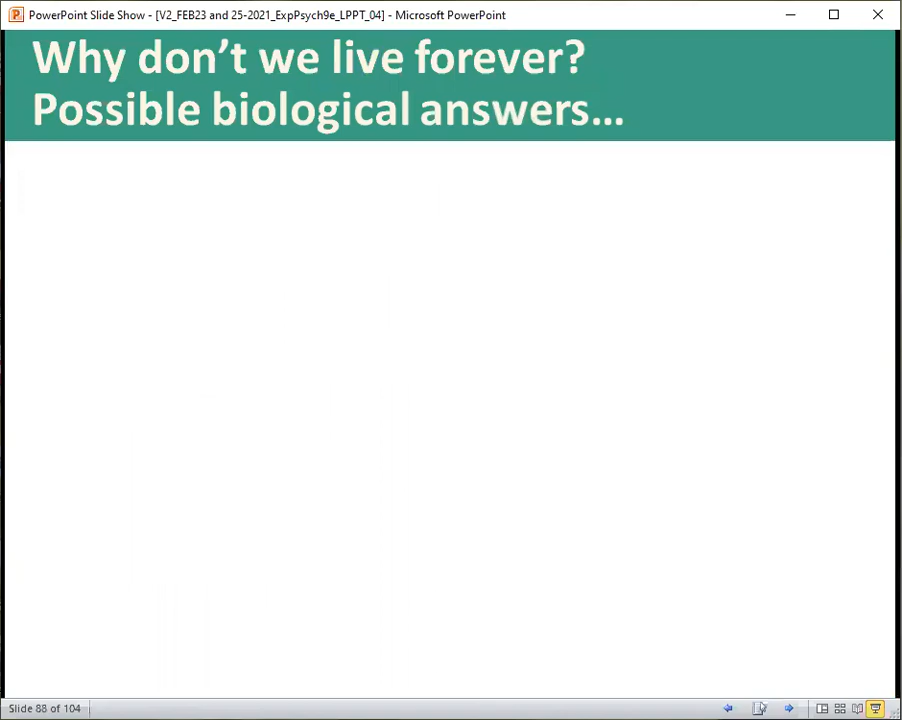 PowerPoint Slide Show - [V2_FEB23 and 25-2021_ExpPsych9e_LPPT_04] - Microsoft PowerPoint
Why don’t we live forever?
Possible biological answers…
Slide 88 of 104